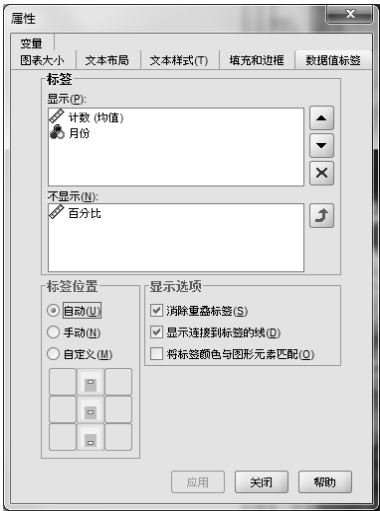 属性
变量
图表大小 文本布局 文本样式(T) 填充和边框 数据值标签
标签
显示(P):
计数 (均值)
月份
不显示(N):
百分比
标签位置
自动(U)
手动(N)
自定义(M)
显示选项
消除重叠标签(S)
显示连接到标签的线(D)
将标签颜色与图形元素匹配(O)
应用 关闭 帮助